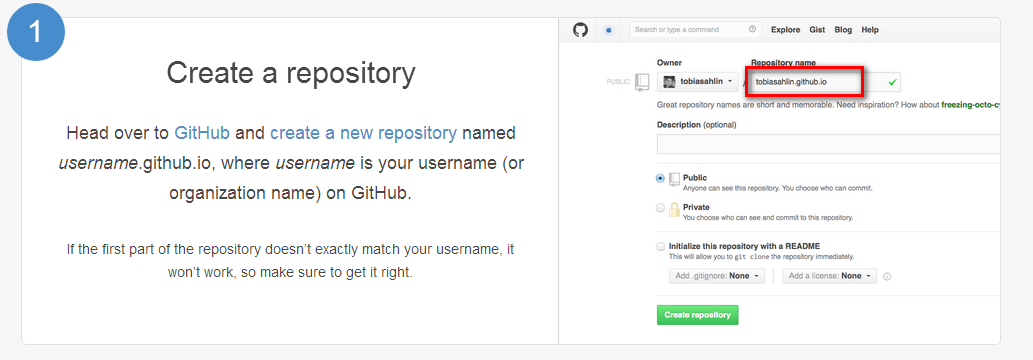 1
Create a repository
Head over to GitHub and create a new repository named
username.github.io, where username is your username (or
organization name) on GitHub.
If the first part of the repository doesn't exactly match your username, it
won't work, so make sure to get it right.
Search or type a command
Explore Gist Blog Help
Owner
Repository name
PUBLIC
tobiasahlin
/
tobiasahlin.github.io
Great repository names are short and memorable. Need inspiration? How about freezing-octo-cy
Description (optional)
Public
Anyone can see this repository. You choose who can commit.
Private
You choose who can see and commit to this repository.
Initialize this repository with a README
This will allow you to git clone the repository immediately.
Add .gitignore: None
Add a license: None
Create repository